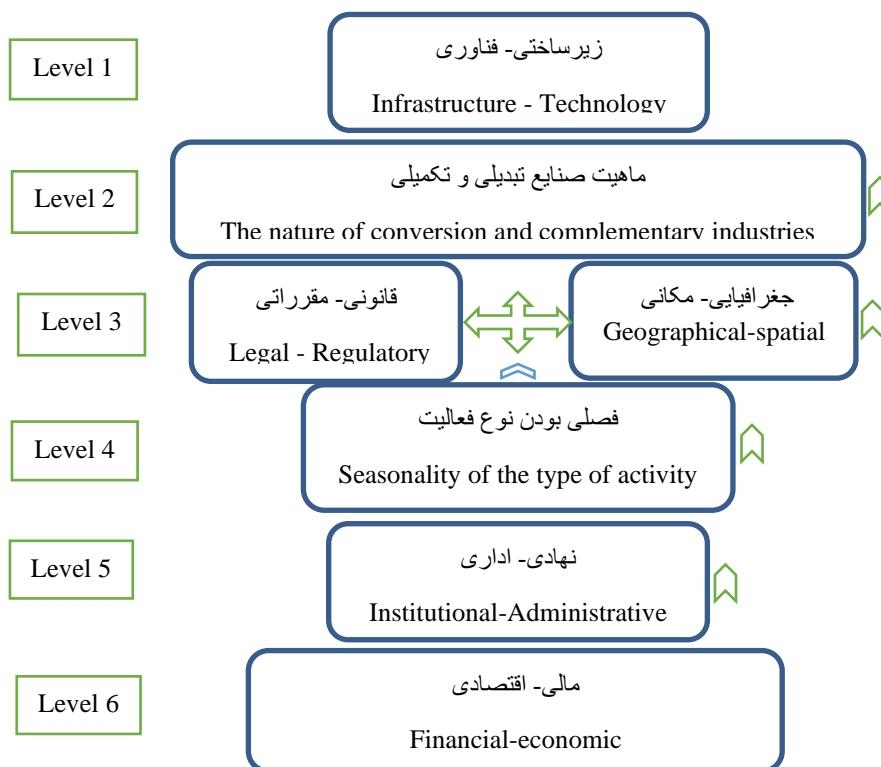 Level 1
زیرساختی- فناوری
Infrastructure - Technology
Level 2
ماهیت صنایع تبدیلی و تکمیلی
The nature of conversion and complementary industries
Level 3
قانونی- مقرراتی
Legal - Regulatory
جغرافیایی- مکانی
Geographical-spatial
Level 4
فصلی بودن نوع فعالیت
Seasonality of the type of activity
Level 5
نهادی- اداری
Institutional-Administrative
Level 6
مالی- اقتصادی
Financial-economic